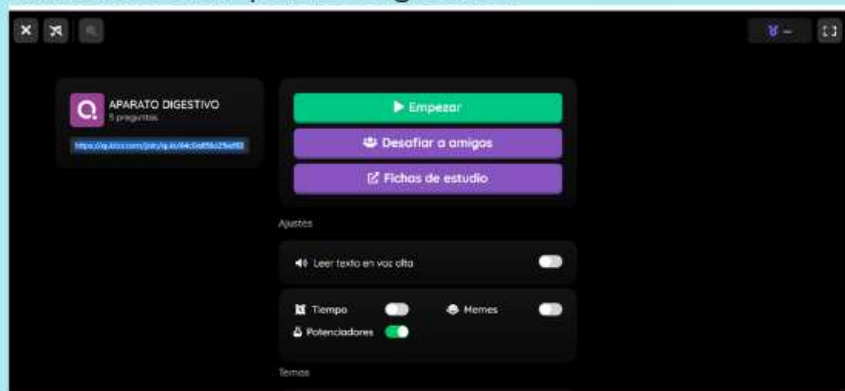 APARATO DIGESTIVO
5 preguntas
Empezar
Desafiar a amigos
Fichas de estudio
Ajustes
Leer texto en voz alta
Tiempo
Memes
Potenciadores
Temas